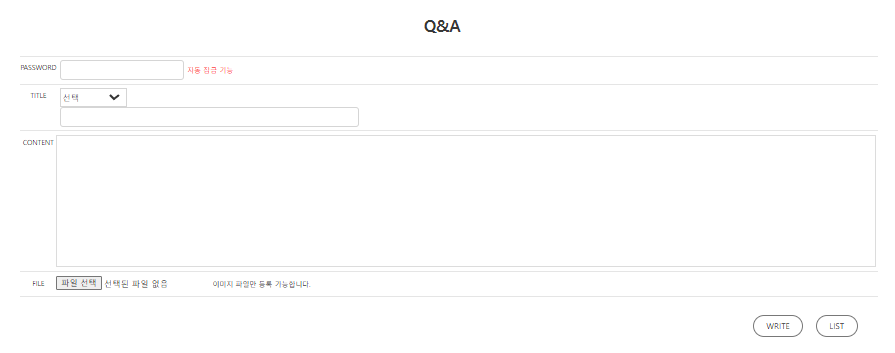 Q&A
PASSWORD 자동 잠금 기능
TITLE 선택
CONTENT
FILE 파일 선택 선택된 파일 없음 이미지 파일만 등록 가능합니다.
WRITE LIST